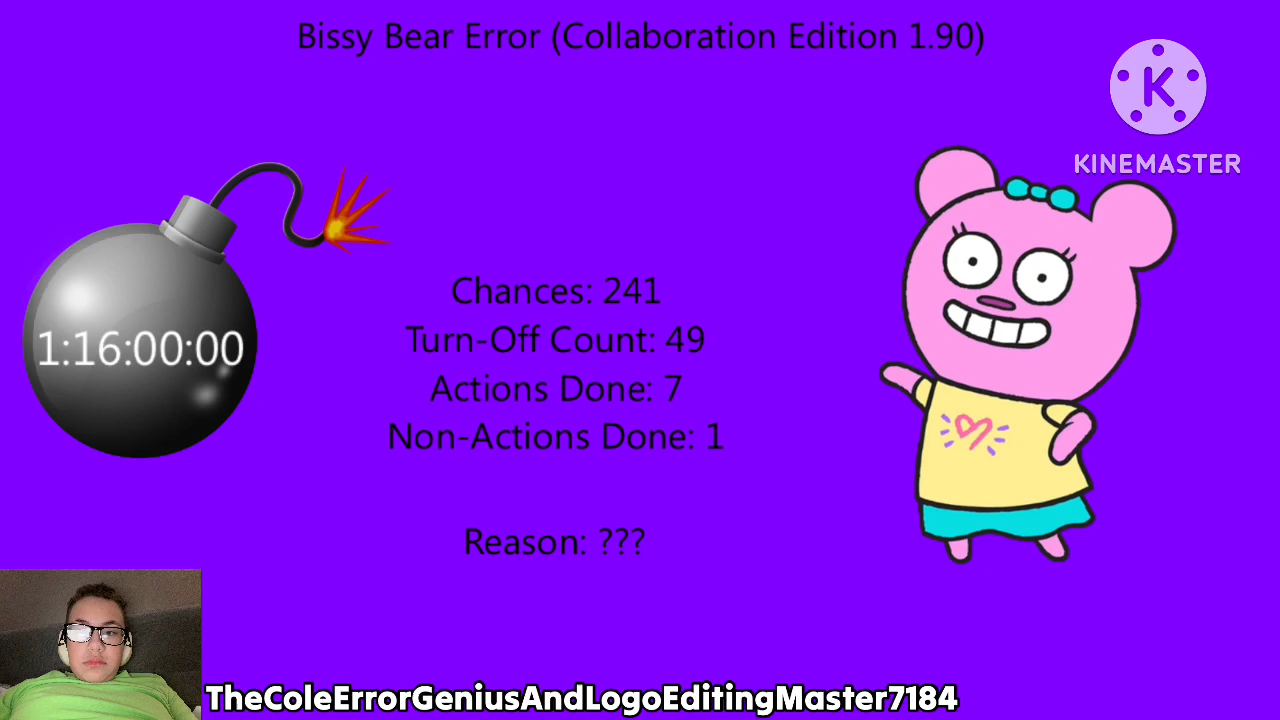 Bissy Bear Error (Collaboration Edition 1.90)
K
KINEMASTER
1:16:00:00
Chances: 241
Turn-Off Count: 49
Actions Done: 7
Non-Actions Done: 1
Reason: ???
TheColeErrorGeniusAndLogoEditingMaster7184